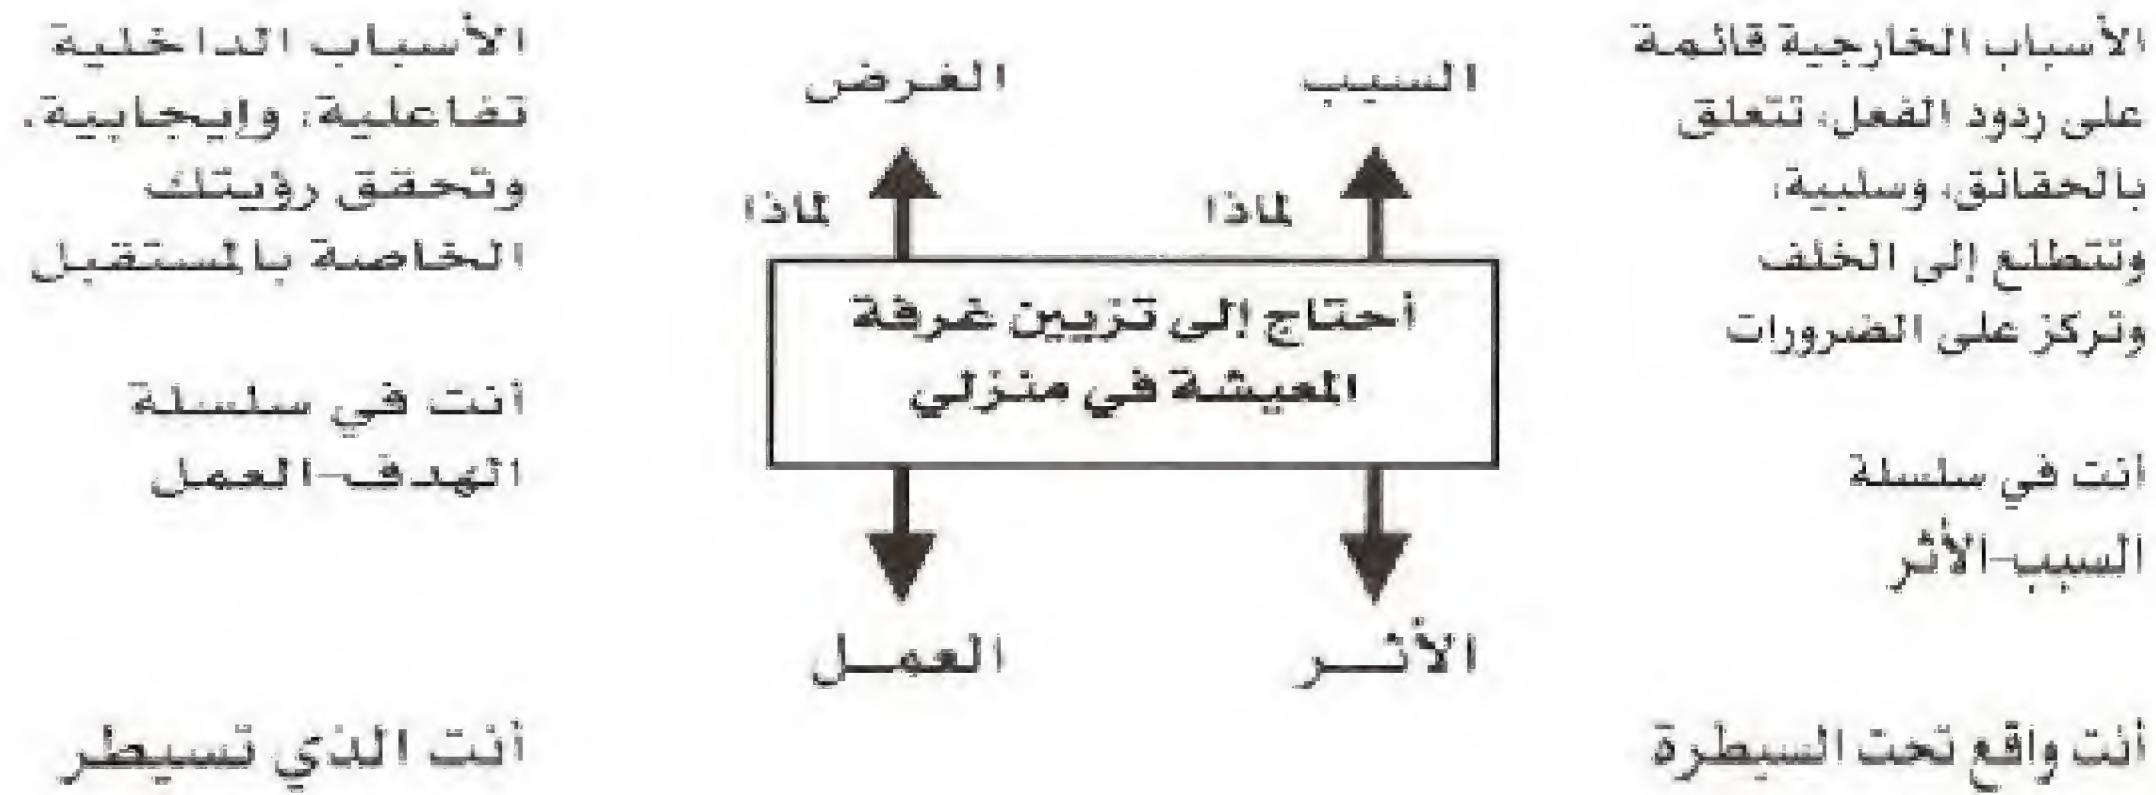 الأسباب الخارجية قائمة
على ردود الفعل، تتعلق
بالحقائق، وسلبية،
وتتطلع إلى الخلف
وتركز على الضرورات
أنت في سلسلة
السبب-الأثر
أنت واقع تحت السيطرة
السبب
الغرض
لماذا
لماذا
أحتاج إلى تزيين غرفة
المعيشة في منزلي
الأثـــر
العمـــل
الأسباب الداخلية
تفاعلية، وإيجابية،
وتحقق رؤيتك
الخاصة بالمستقبل
أنت في سلسلة
الهدف-العمل
أنت الذي تسيطر